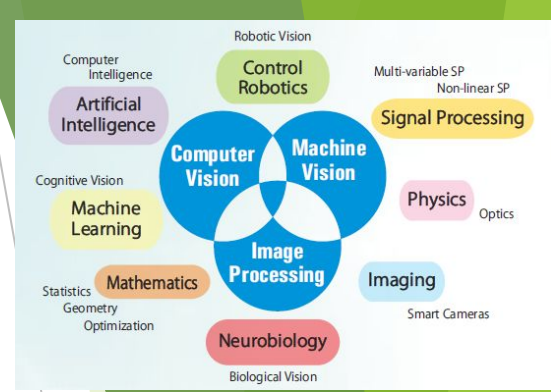 Robotic Vision
Control
Robotics
Computer
Intelligence
Artificial
Intelligence
Multi-variable SP
Non-linear SP
Signal Processing
Computer
Vision
Machine
Vision
Image
Processing
Cognitive Vision
Machine
Learning
Physics
Optics
Mathematics
Statistics
Geometry
Optimization
Imaging
Smart Cameras
Neurobiology
Biological Vision